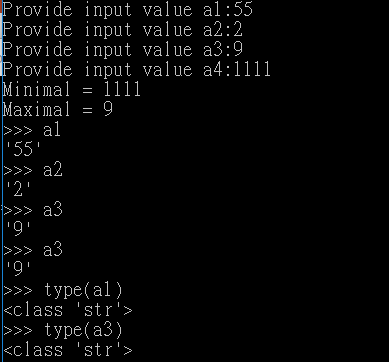 Provide input value a1:55
Provide input value a2:2
Provide input value a3:9
Provide input value a4:1111
Minimal = 1111
Maximal = 9
>>> a1
'55'
>>> a2
'2'
>>> a3
'9'
>>> a3
'9'
>>> type(a1)
<class 'str'>
>>> type(a3)
<class 'str'>